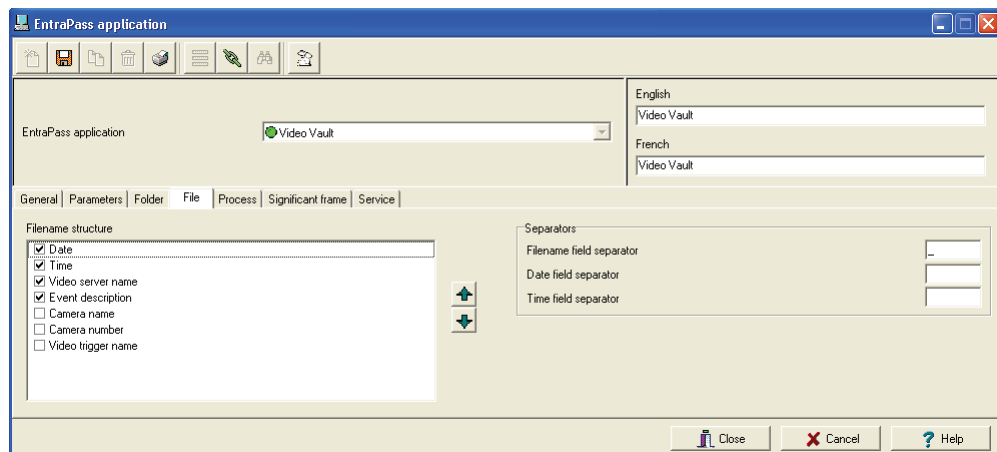 EntraPass application
English
Video Vault
EntraPass application
Video Vault
French
Video Vault
General Parameters Folder File Process Significant frame Service
Filename structure
Date
Time
Video server name
Event description
Camera name
Camera number
Video trigger name
Separators
Filename field separator _
Date field separator
Time field separator
Close Cancel ? Help